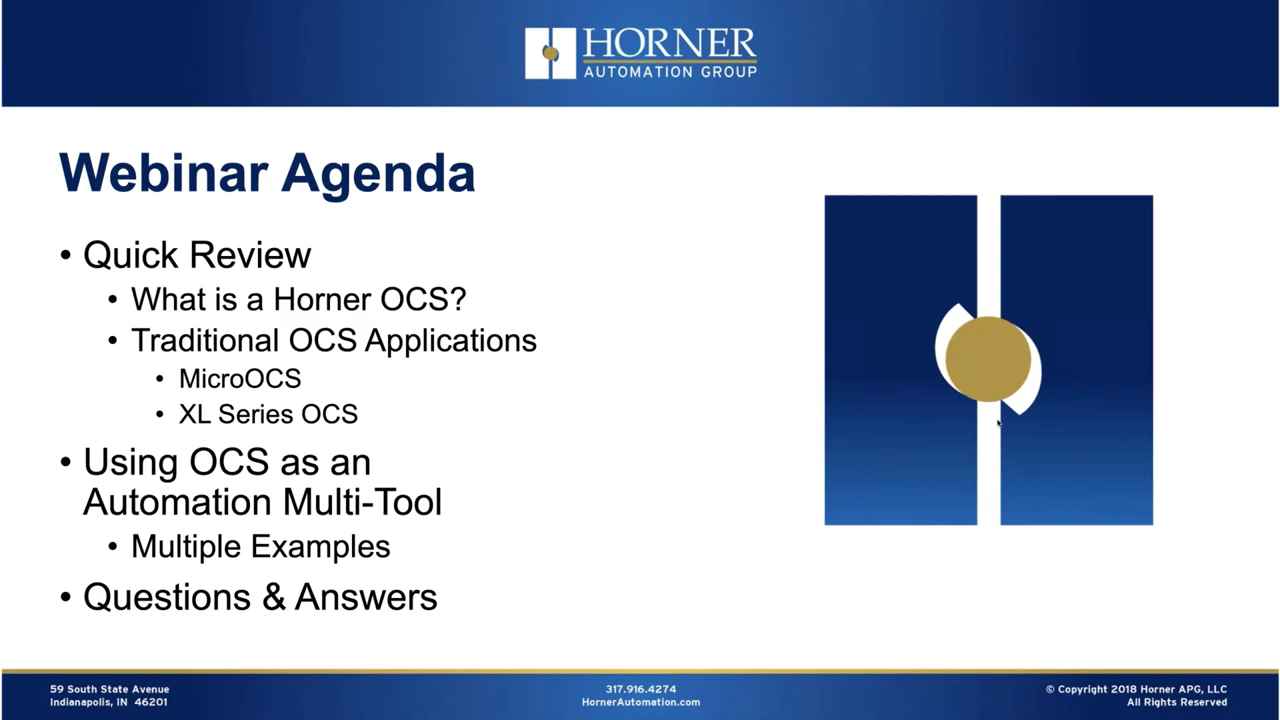 HORNER
AUTOMATION GROUP
Webinar Agenda
• Quick Review
• What is a Horner OCS?
• Traditional OCS Applications
• MicroOCS
• XL Series OCS
• Using OCS as an
Automation Multi-Tool
• Multiple Examples
• Questions & Answers
59 South State Avenue
Indianapolis, IN 46201
317.916.4274
HornerAutomation.com
© Copyright 2018 Horner APG, LLC
All Rights Reserved